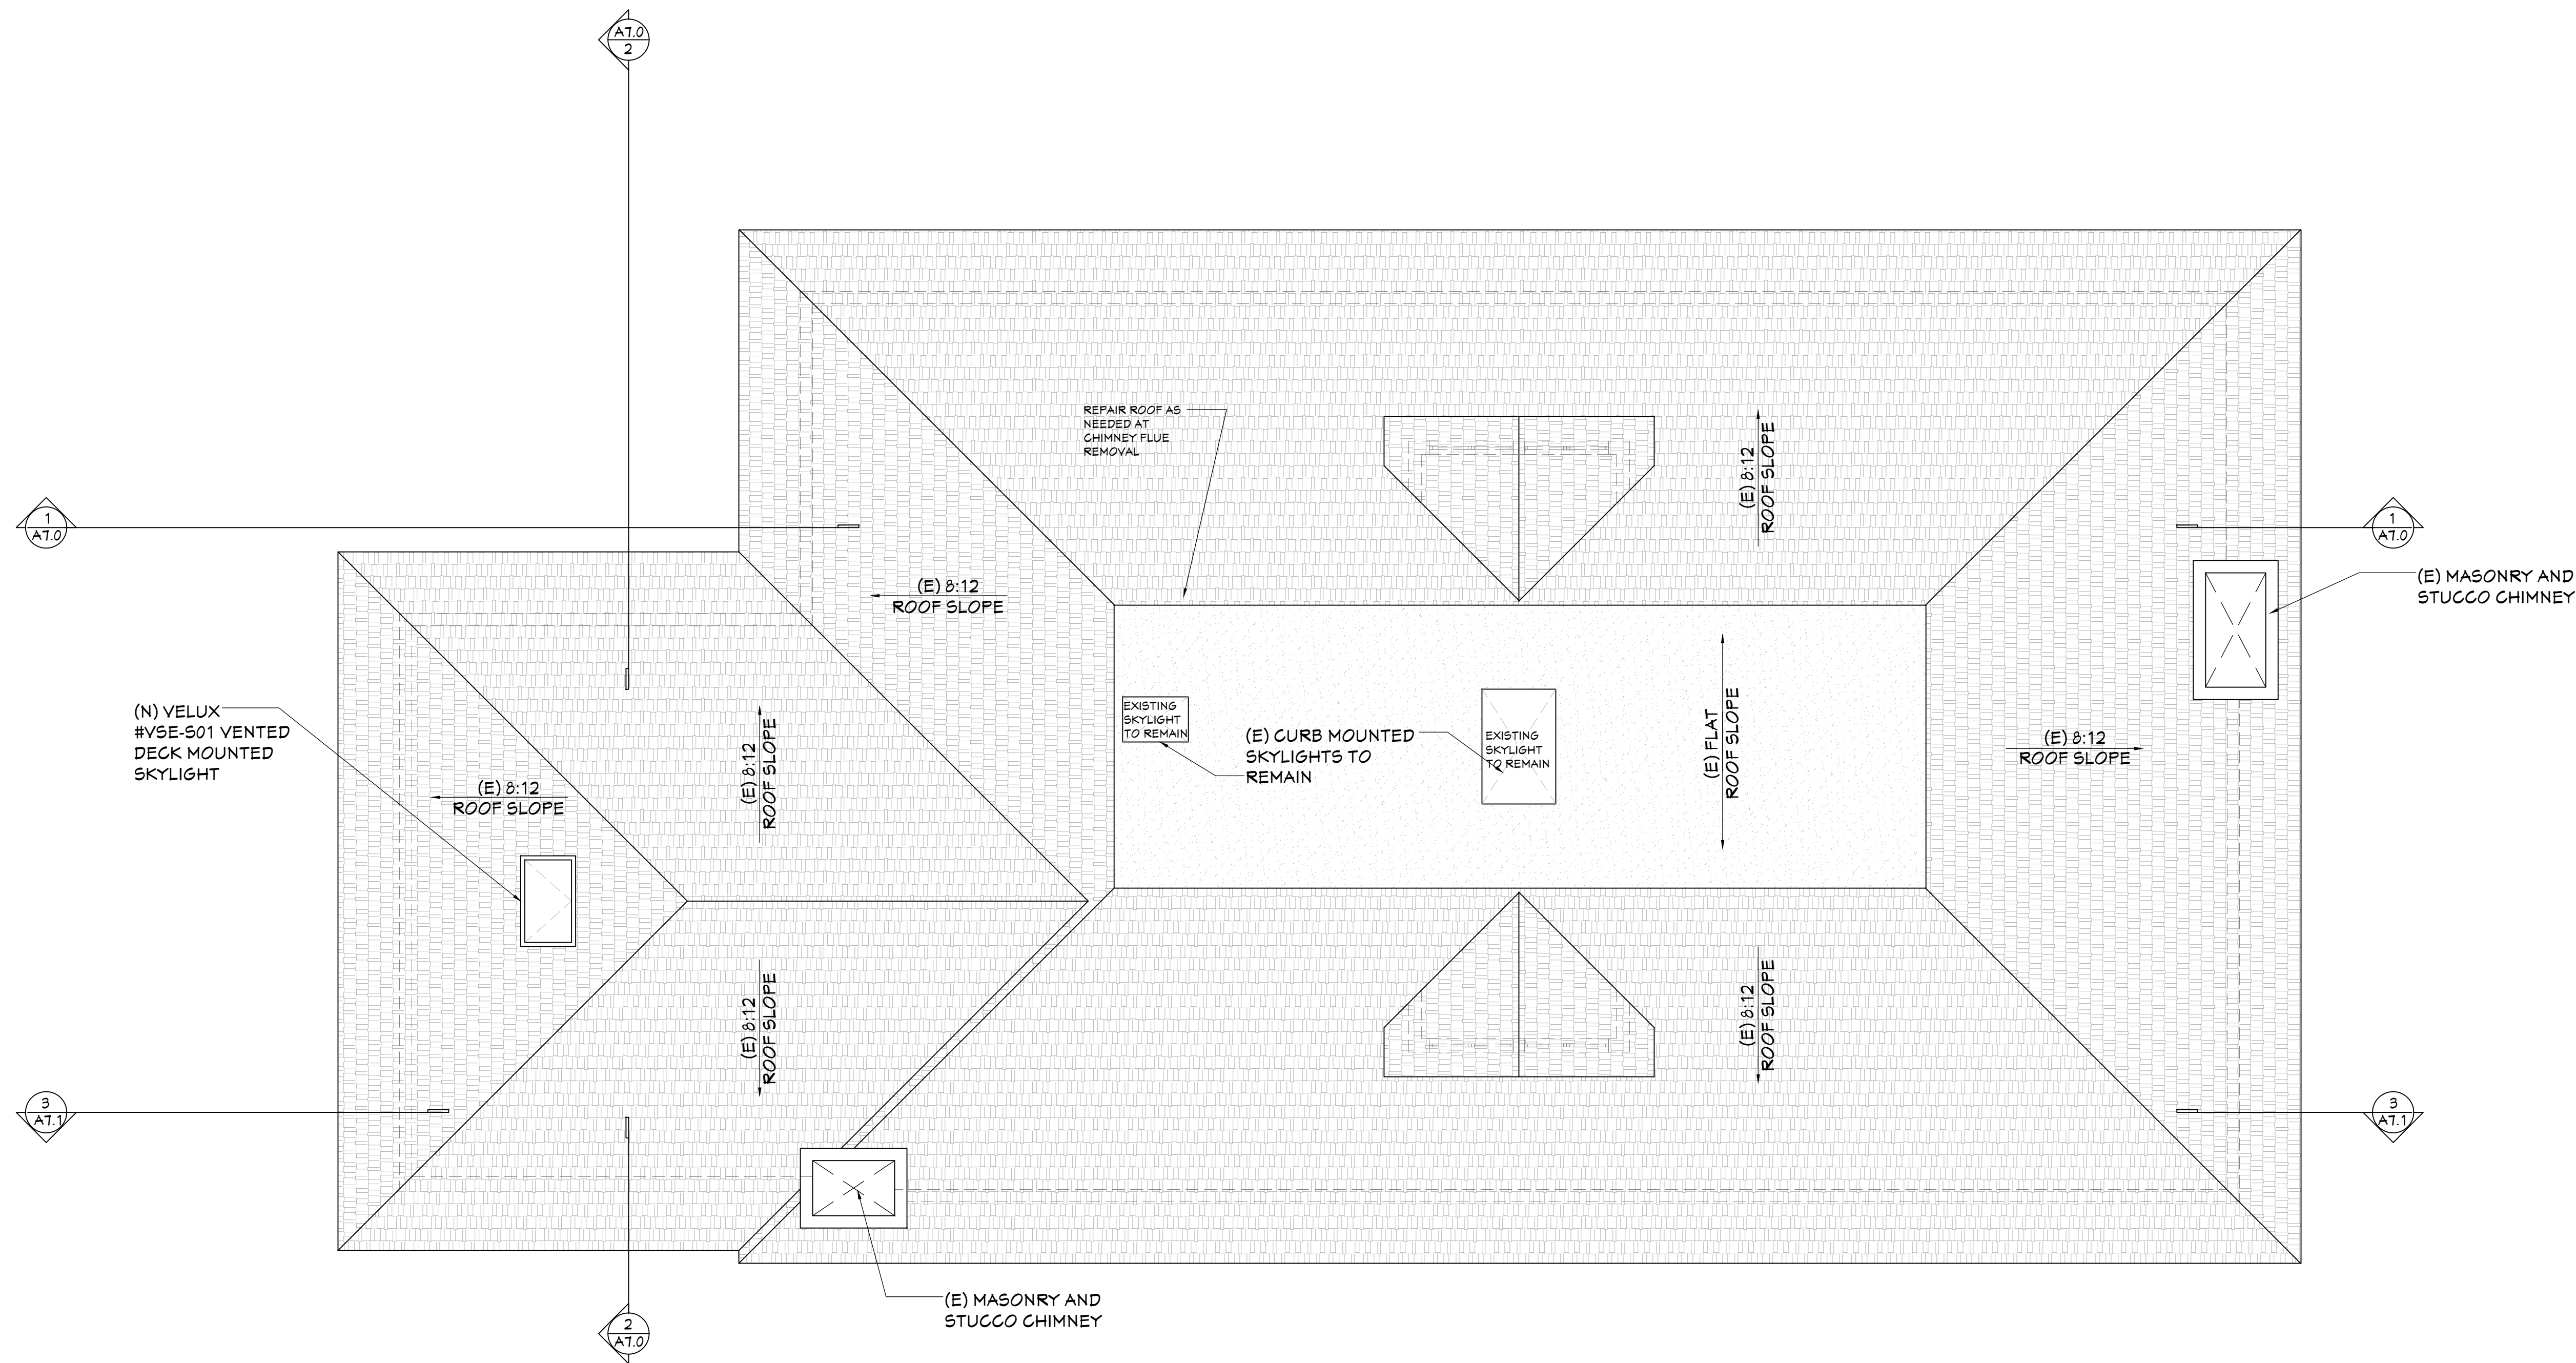 A7.0
2
REPAIR ROOF AS
NEEDED AT
CHIMNEY FLUE
REMOVAL
(E) 8:12
ROOF SLOPE
1
A7.0
1
A7.0
(E) 8:12
ROOF SLOPE
(E) MASONRY AND
STUCCO CHIMNEY
(N) VELUX
#VSE-S01 VENTED
DECK MOUNTED
SKYLIGHT
(E) 8:12
ROOF SLOPE
(E) 8:12
ROOF SLOPE
EXISTING
SKYLIGHT
TO REMAIN
(E) CURB MOUNTED
SKYLIGHTS TO
REMAIN
EXISTING
SKYLIGHT
TO REMAIN
(E) FLAT
ROOF SLOPE
(E) 8:12
ROOF SLOPE
(E) 8:12
ROOF SLOPE
(E) 8:12
ROOF SLOPE
3
A7.1
3
A7.1
(E) MASONRY AND
STUCCO CHIMNEY
2
A7.0